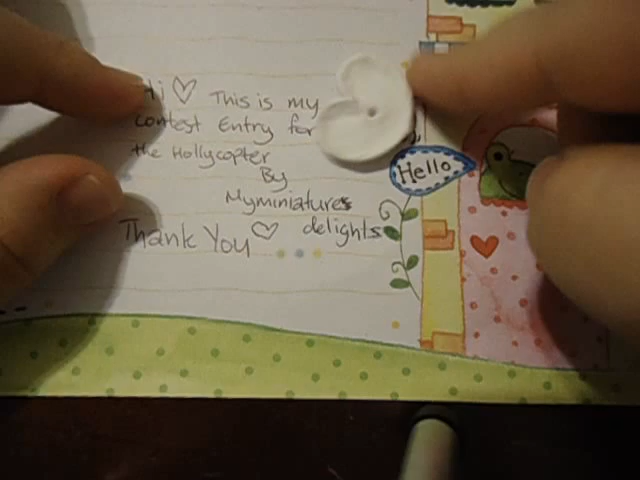 Hi ♡ This is my
contest Entry for
the Hollycopter
By
Myminiatures
delights
Thank You ♡
Hello